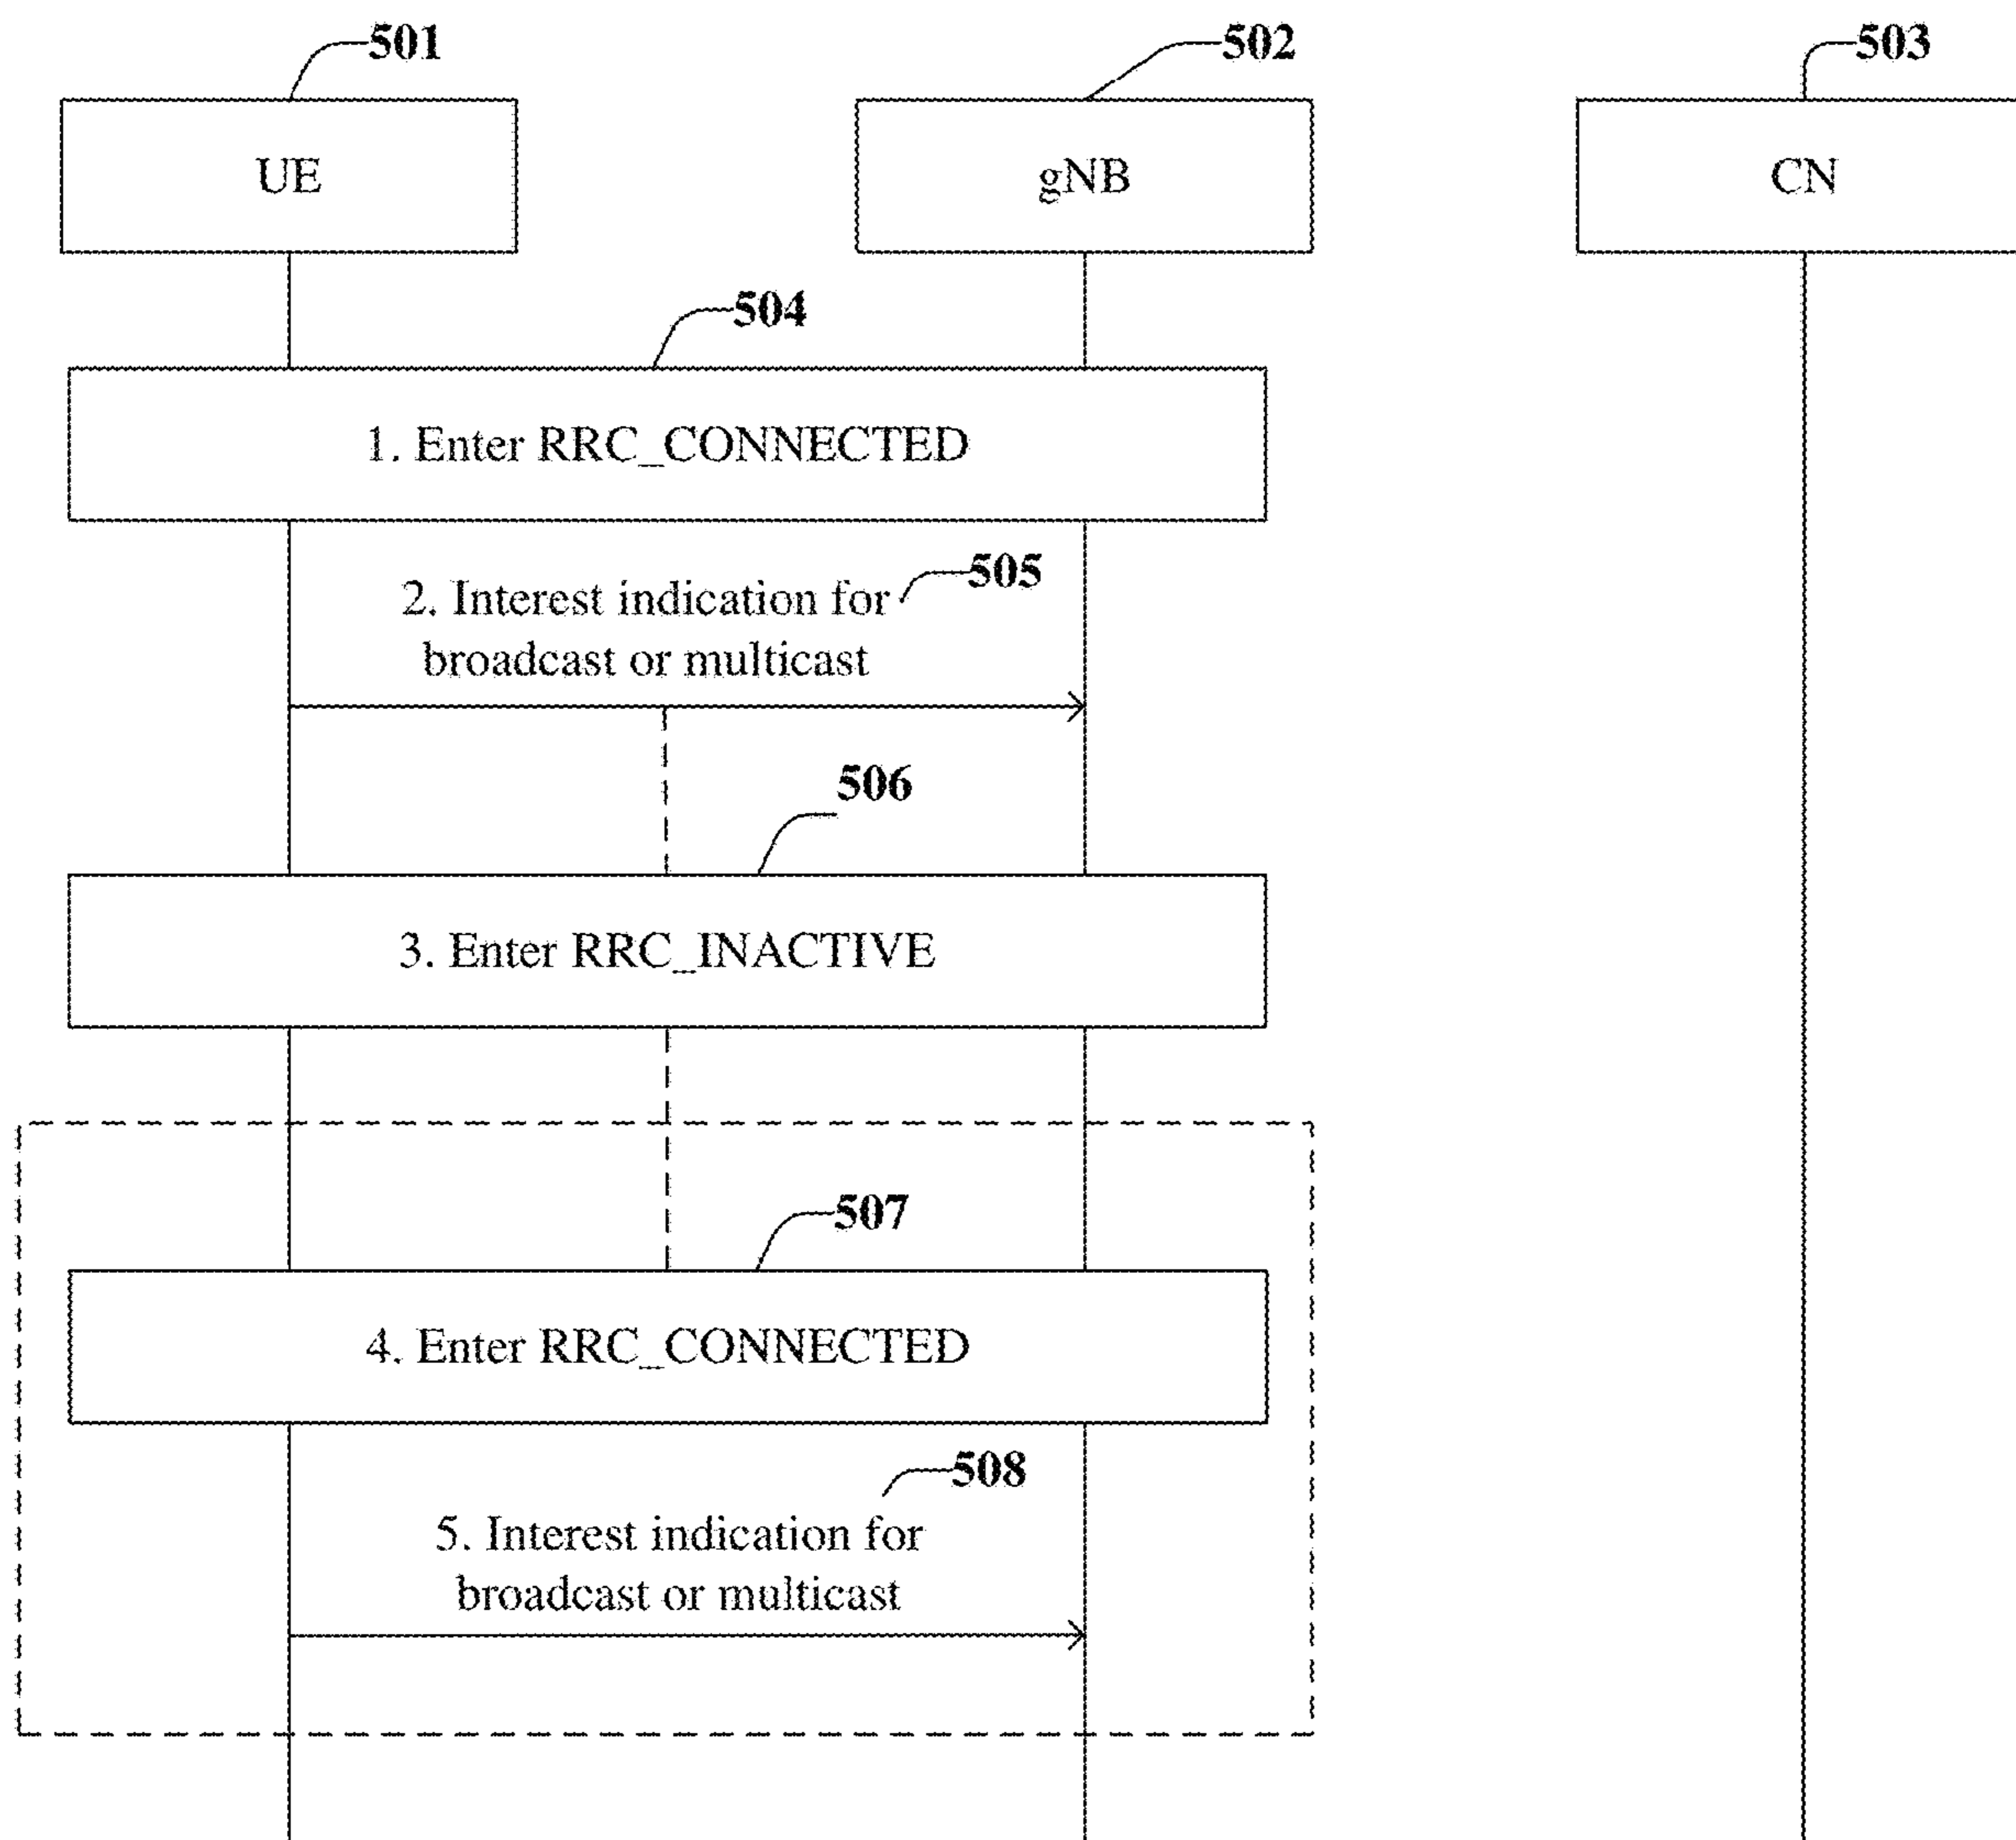 501
502
503
UE
gNB
CN
504
1. Enter RRC_CONNECTED
505
2. Interest indication for
broadcast or multicast
506
3. Enter RRC_INACTIVE
507
4. Enter RRC_CONNECTED
508
5. Interest indication for
broadcast or multicast